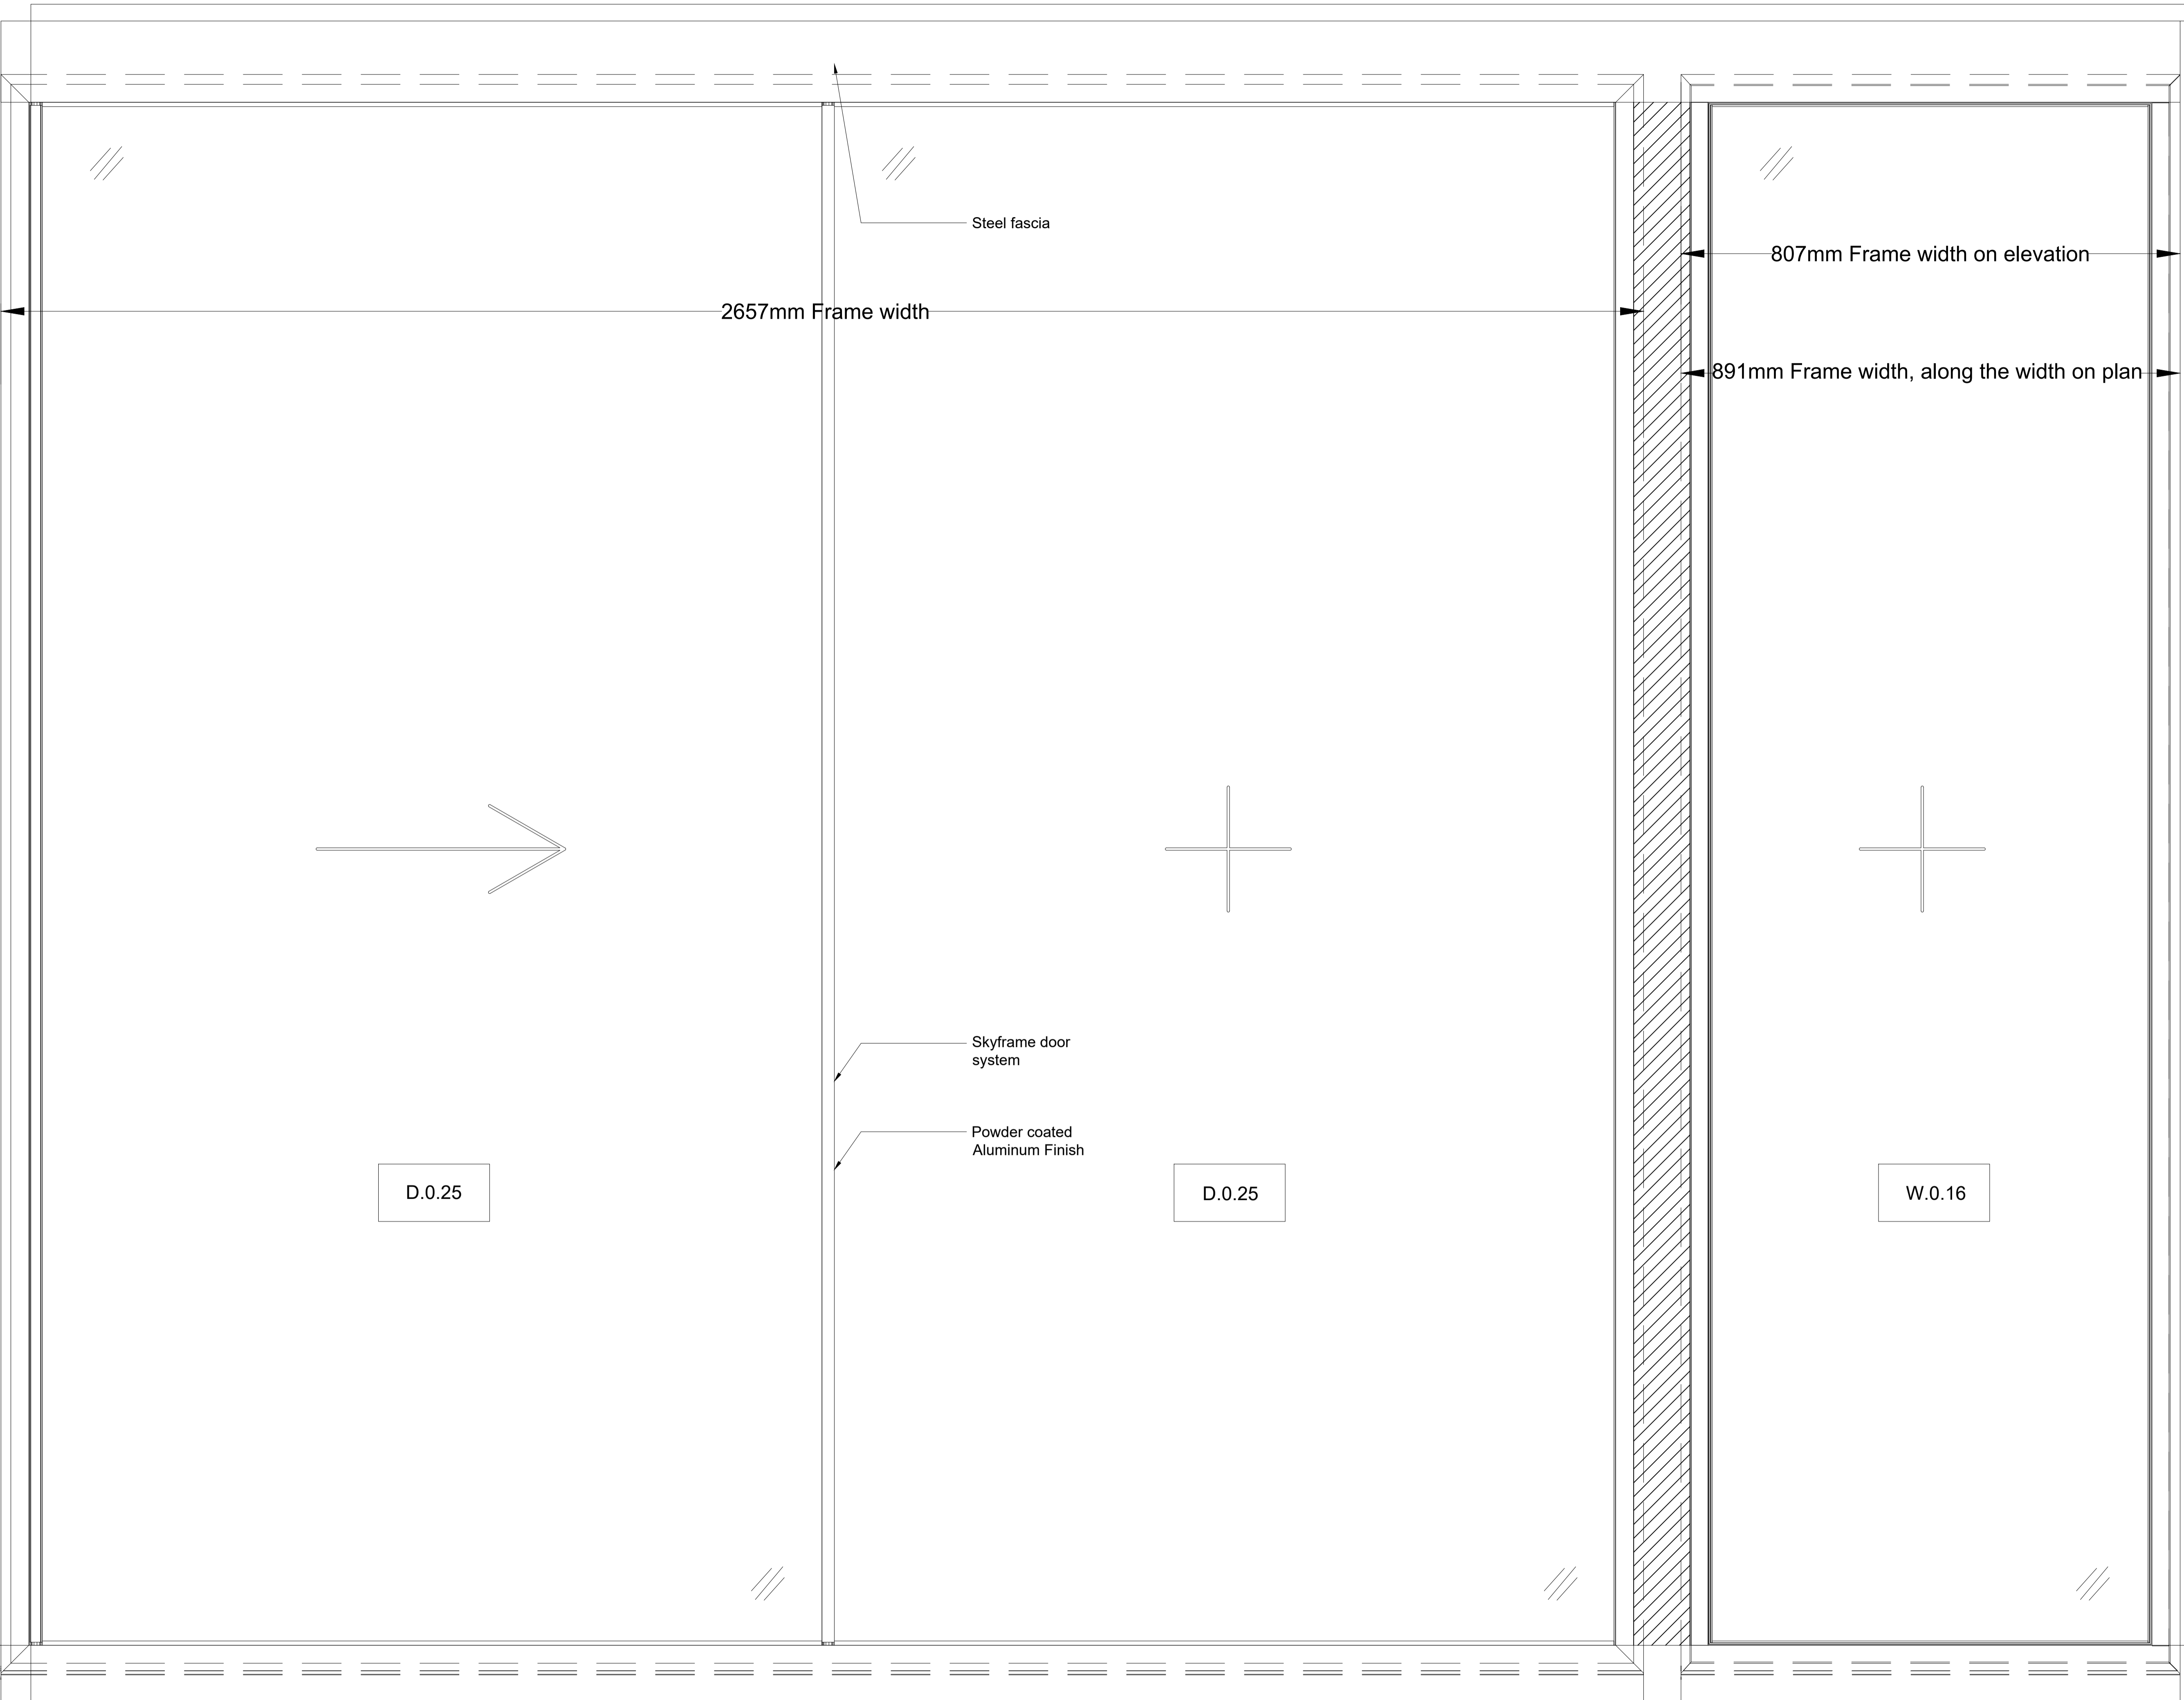 Steel fascia
807mm Frame width on elevation
2657mm Frame width
891mm Frame width, along the width on plan
Skyframe door
system
Powder coated
Aluminum Finish
D.0.25
D.0.25
W.0.16